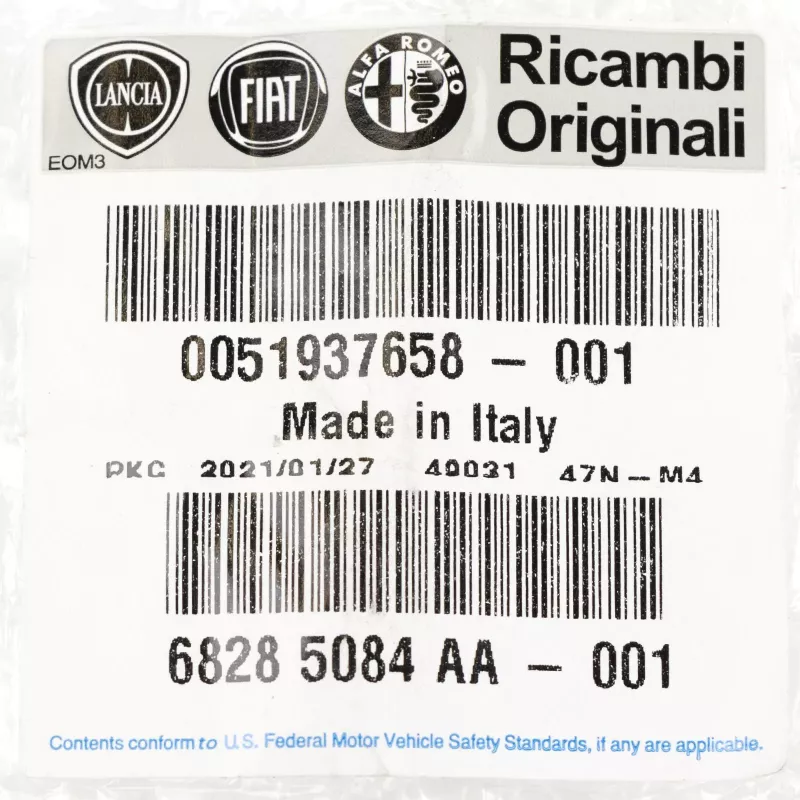 LANCIA FIAT ALFA ROMEO Ricambi
Originali
EOM3
0051937658 - 001
Made in Italy
PKG 2021/01/27 49031 47N - M4
6828 5084 AA - 001
Contents conform to U.S. Federal Motor Vehicle Safety Standards, if any are applicable.